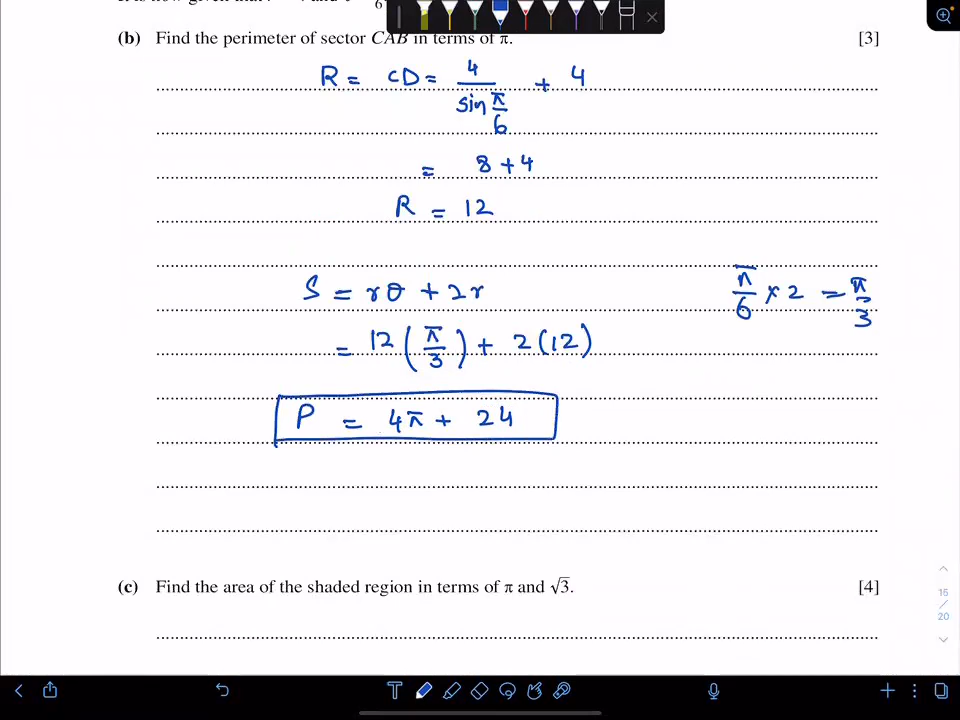 (b) Find the perimeter of sector CAB in terms of π. [3]
R = CD = 4/sin π/6 + 4
= 8 + 4
R = 12
S = rθ + 2r
π/6 × 2 = π/3
= 12 (π/3) + 2(12)
P = 4π + 24
(c) Find the area of the shaded region in terms of π and √3. [4]
15
/
20